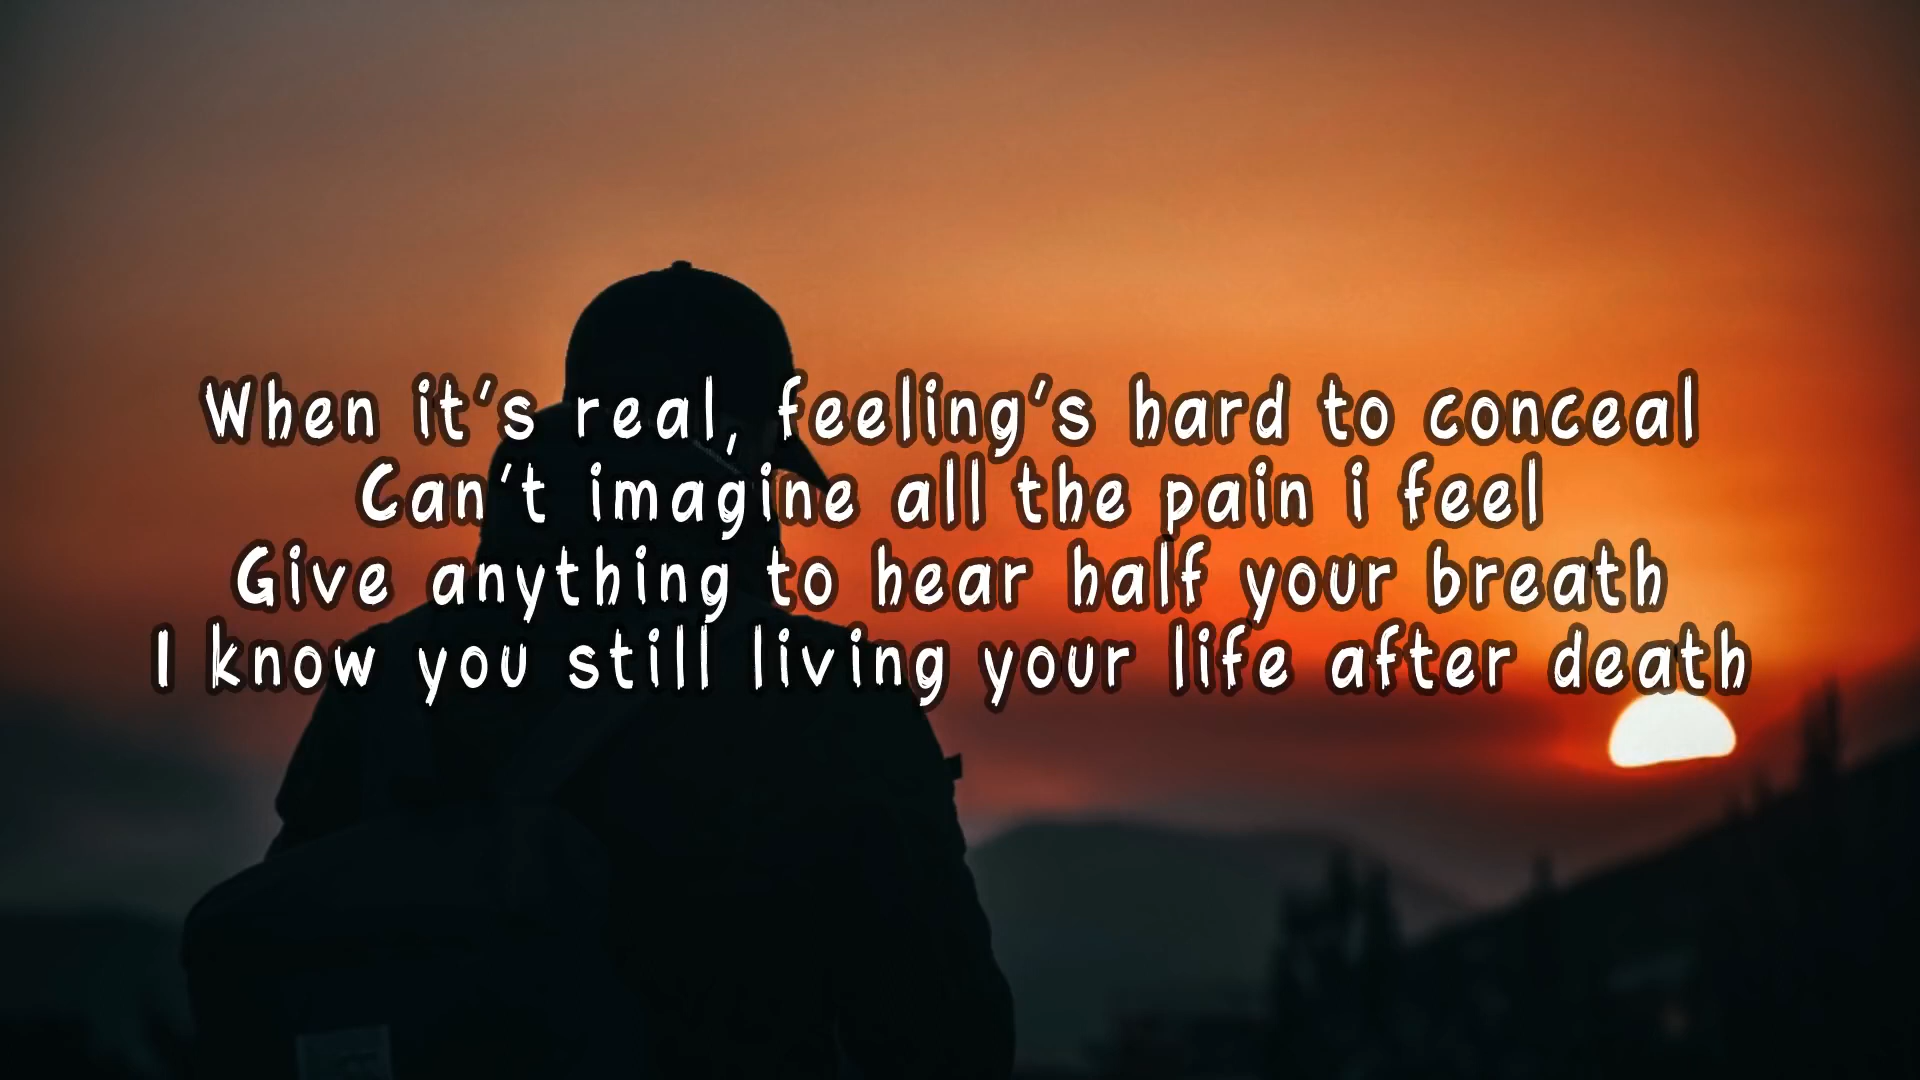 When it's real, feeling's hard to conceal
Can't imagine all the pain i feel
Give anything to hear half your breath
I know you still living your life after death